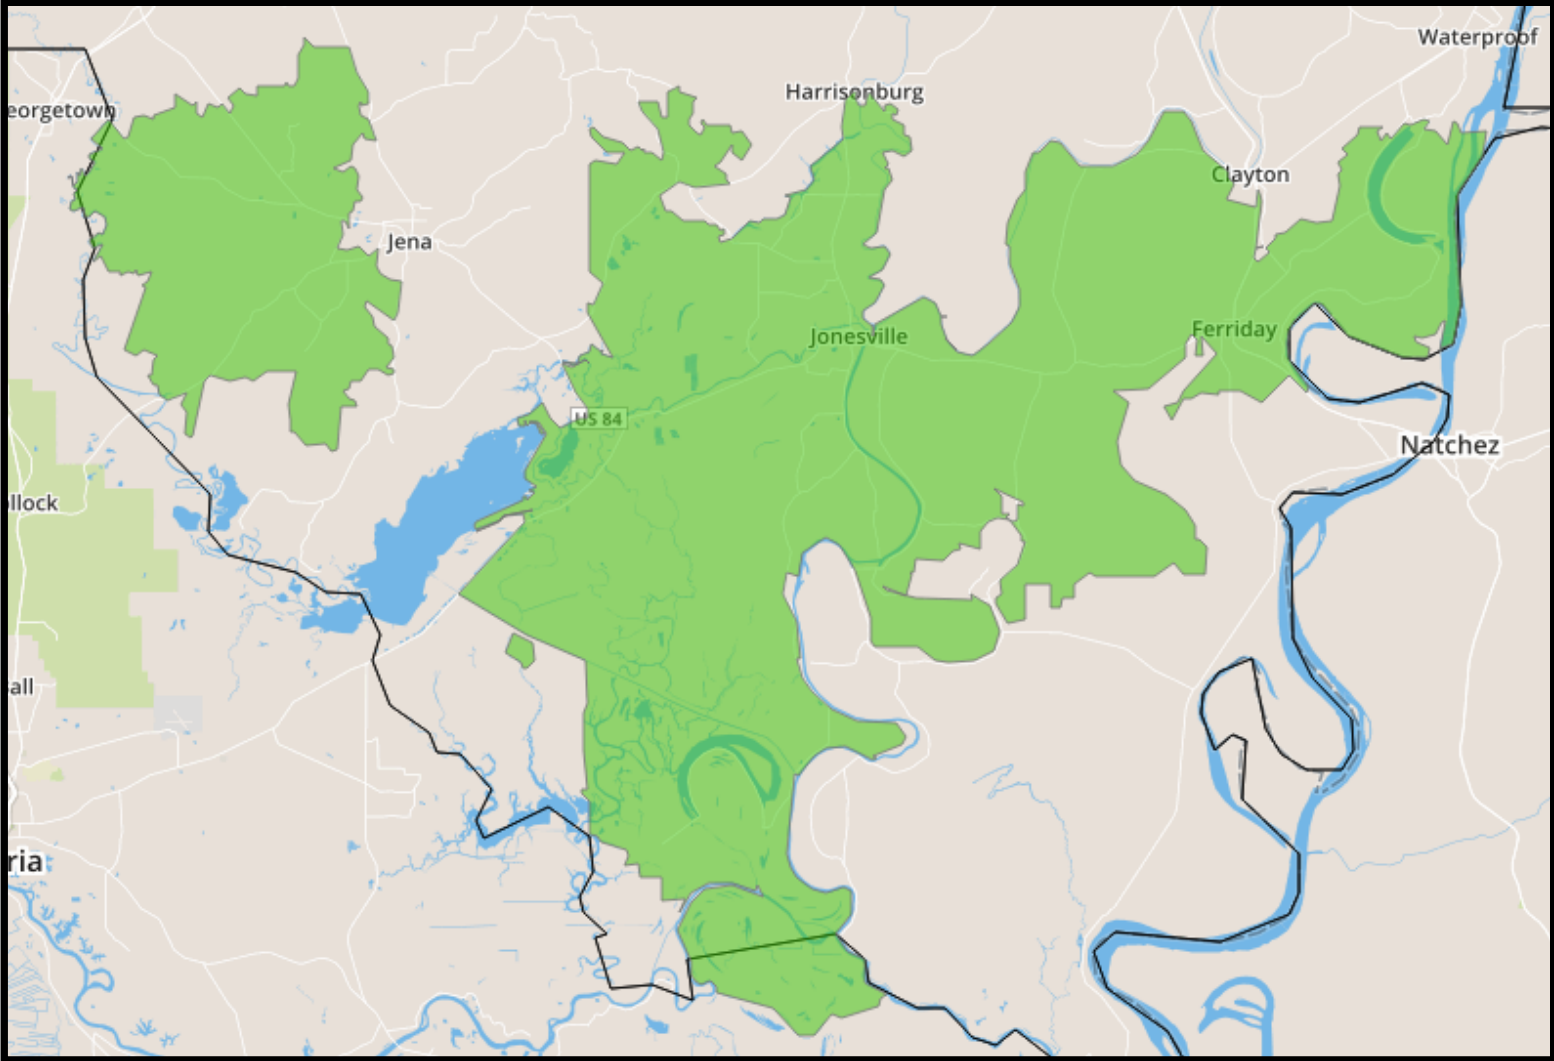 Waterproof
Harrisonburg
eorgetown
Clayton
Jena
Ferriday
Jonesville
US 84
Natchez
llock
all
ria